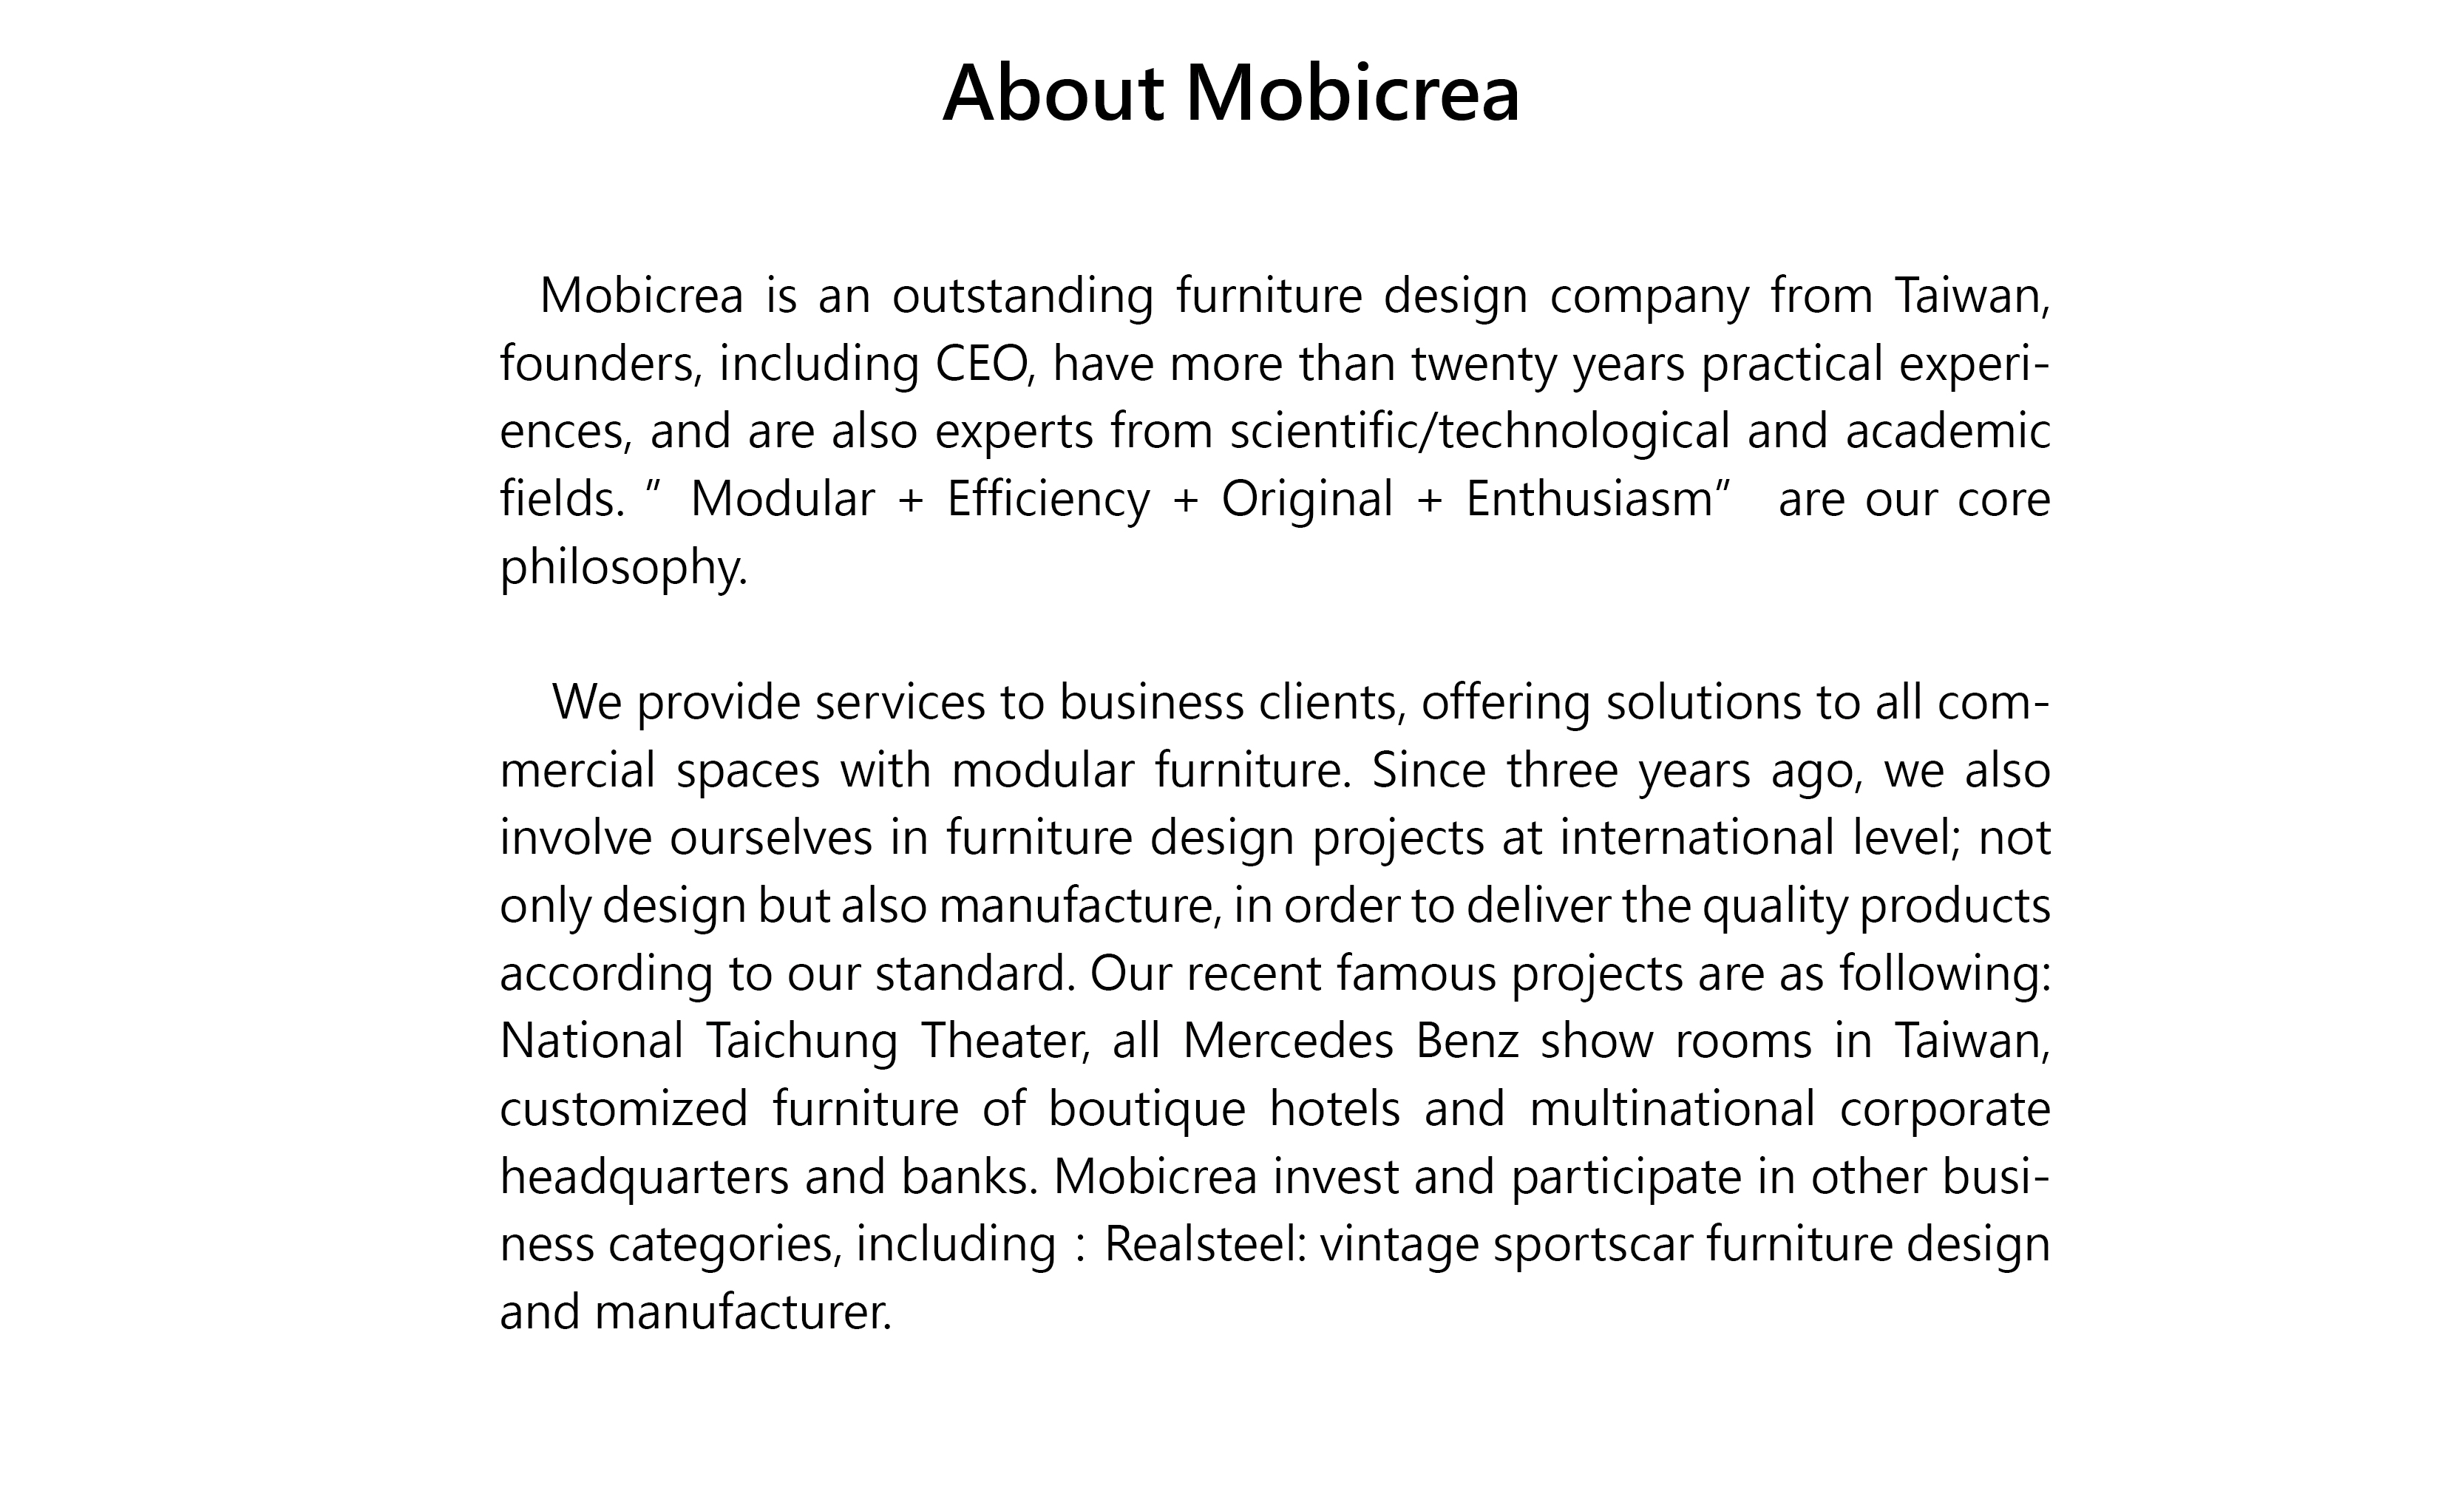 About Mobicrea
Mobicrea is an outstanding furniture design company from Taiwan,
founders, including CEO, have more than twenty years practical experi-
ences, and are also experts from scientific/technological and academic
fields. ” Modular + Efficiency + Original + Enthusiasm” are our core
philosophy.
We provide services to business clients, offering solutions to all com-
mercial spaces with modular furniture. Since three years ago, we also
involve ourselves in furniture design projects at international level; not
only design but also manufacture, in order to deliver the quality products
according to our standard. Our recent famous projects are as following:
National Taichung Theater, all Mercedes Benz show rooms in Taiwan,
customized furniture of boutique hotels and multinational corporate
headquarters and banks. Mobicrea invest and participate in other busi-
ness categories, including：Realsteel: vintage sportscar furniture design
and manufacturer.